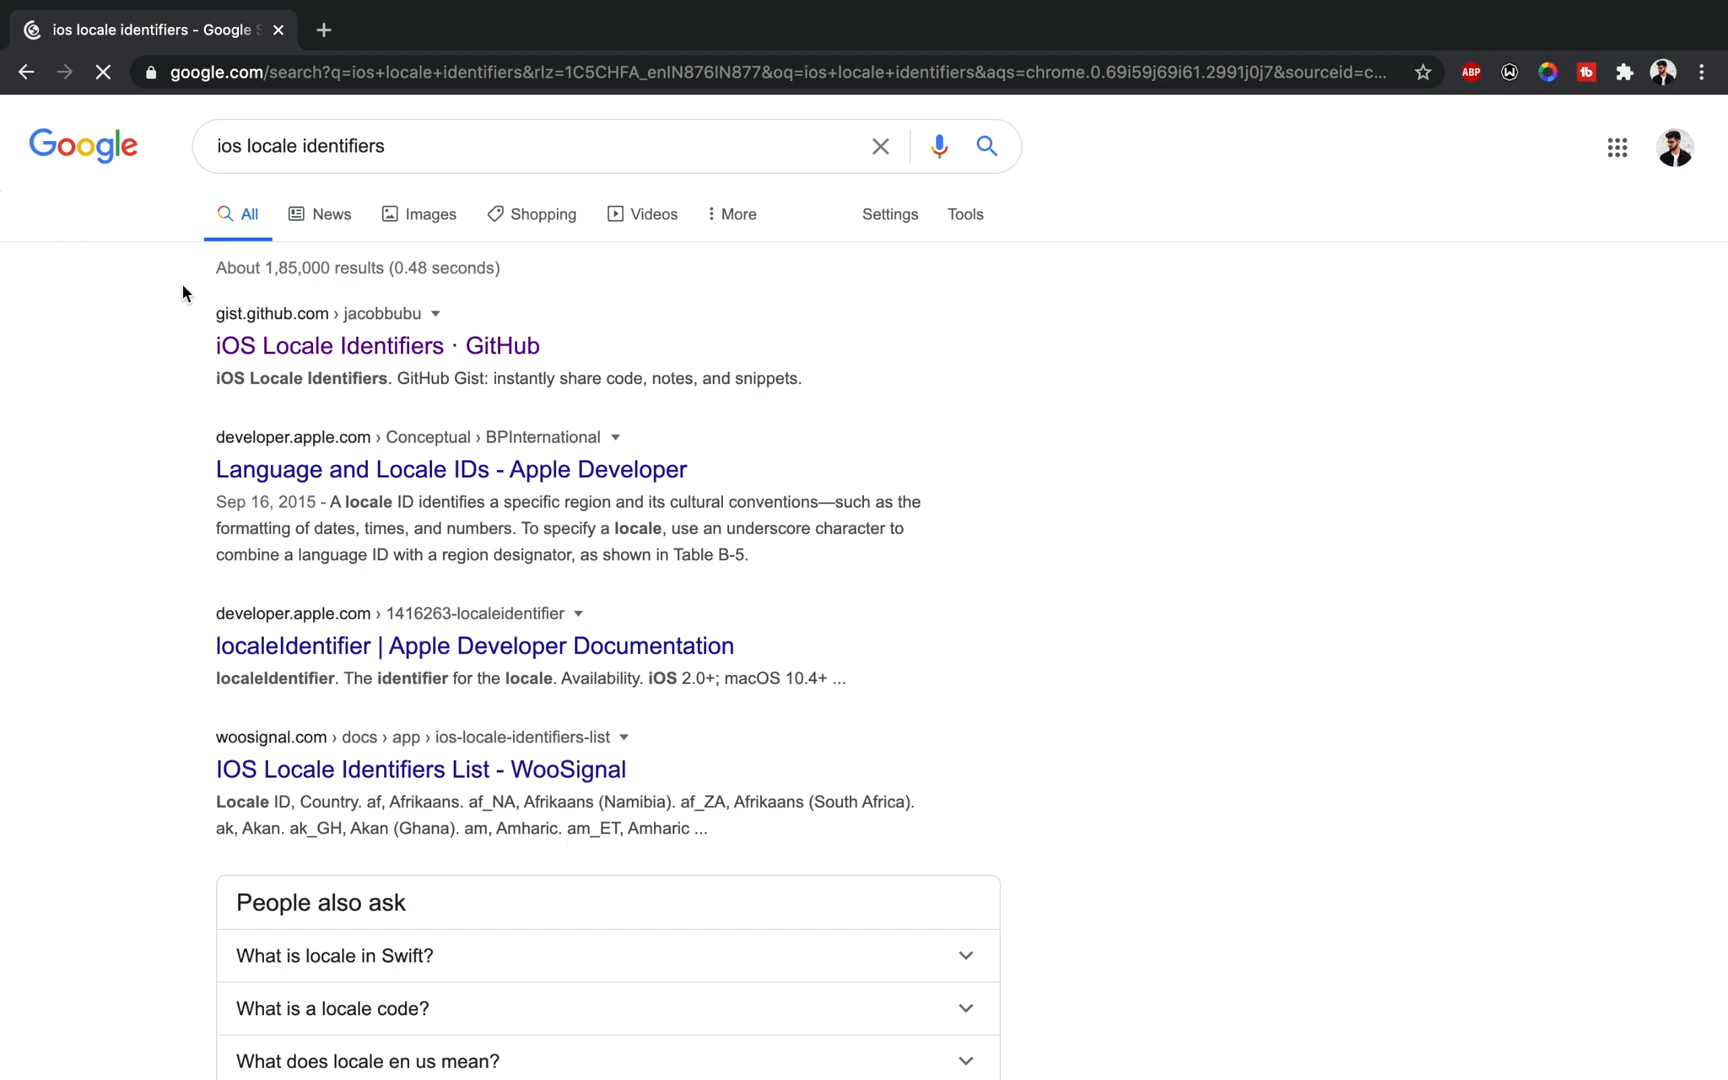 ios locale identifiers - Google S
google.com/search?q=ios+locale+identifiers&rlz=1C5CHFA_enIN876IN877&oq=ios+locale+identifiers&aqs=chrome.0.69i59j69i61.2991j0j7&sourceid=c...
ABP
tb
Google
ios locale identifiers
All
News
Images
Shopping
Videos
More
Settings
Tools
About 1,85,000 results (0.48 seconds)
gist.github.com › jacobbubu
iOS Locale Identifiers · GitHub
iOS Locale Identifiers. GitHub Gist: instantly share code, notes, and snippets.
developer.apple.com › Conceptual › BPInternational
Language and Locale IDs - Apple Developer
Sep 16, 2015 - A locale ID identifies a specific region and its cultural conventions—such as the
formatting of dates, times, and numbers. To specify a locale, use an underscore character to
combine a language ID with a region designator, as shown in Table B-5.
developer.apple.com › 1416263-localeidentifier
localeIdentifier | Apple Developer Documentation
localeIdentifier. The identifier for the locale. Availability. iOS 2.0+; macOS 10.4+ ...
woosignal.com › docs › app › ios-locale-identifiers-list
IOS Locale Identifiers List - WooSignal
Locale ID, Country. af, Afrikaans. af_NA, Afrikaans (Namibia). af_ZA, Afrikaans (South Africa).
ak, Akan. ak_GH, Akan (Ghana). am, Amharic. am_ET, Amharic ...
People also ask
What is locale in Swift?
What is a locale code?
What does locale en us mean?